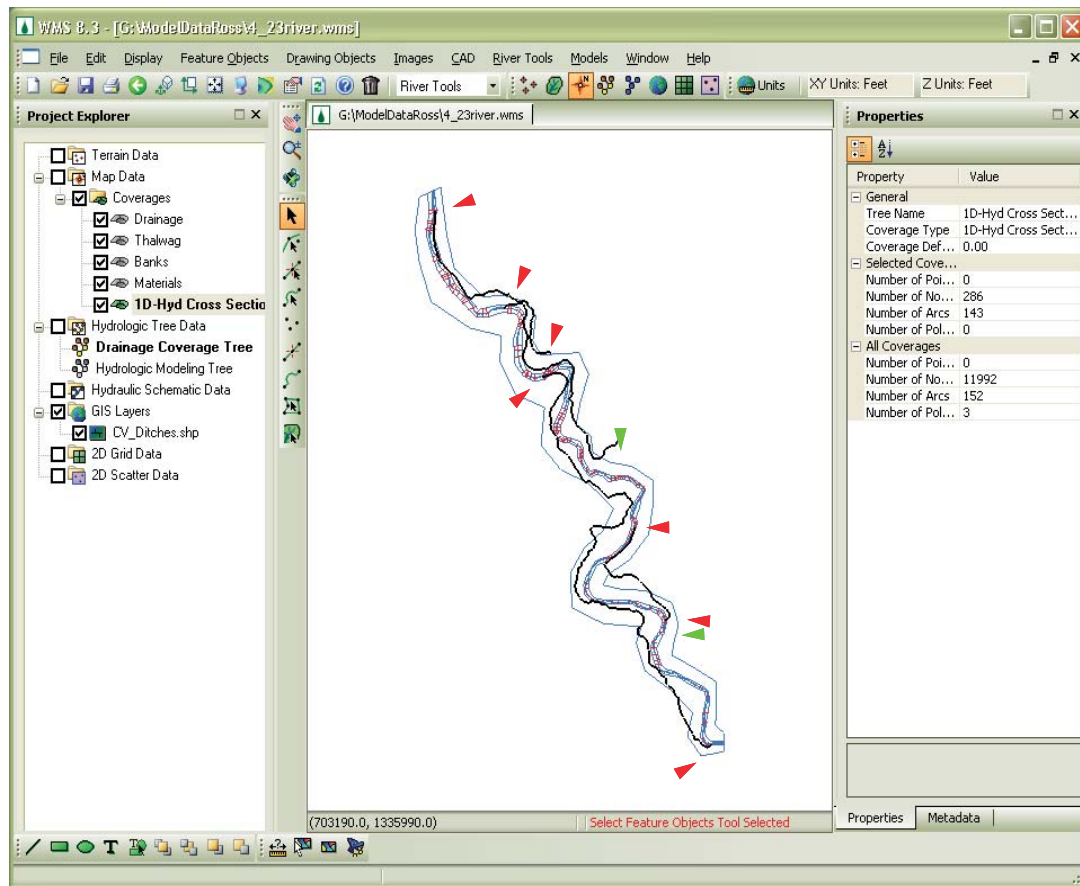 WMS 8.3 - [G:\ModelDataRoss\4_23river.wms]
File Edit Display Feature Objects Drawing Objects Images CAD River Tools Models Window Help
River Tools Units XY Units: Feet Z Units: Feet
Project Explorer
Terrain Data
Map Data
Coverages
Drainage
Thalwag
Banks
Materials
1D-Hyd Cross Sectio
Hydrologic Tree Data
Drainage Coverage Tree
Hydrologic Modeling Tree
Hydraulic Schematic Data
GIS Layers
CV_Ditches.shp
2D Grid Data
2D Scatter Data
G:\ModelDataRoss\4_23river.wms
(703190.0, 1335990.0) Select Feature Objects Tool Selected
Properties
Property Value
General
Tree Name 1D-Hyd Cross Sect...
Coverage Type 1D-Hyd Cross Sect...
Coverage Def... 0.00
Selected Cove...
Number of Poi... 0
Number of No... 286
Number of Arcs 143
Number of Pol... 0
All Coverages
Number of Poi... 0
Number of No... 11992
Number of Arcs 152
Number of Pol... 3
Properties Metadata
T